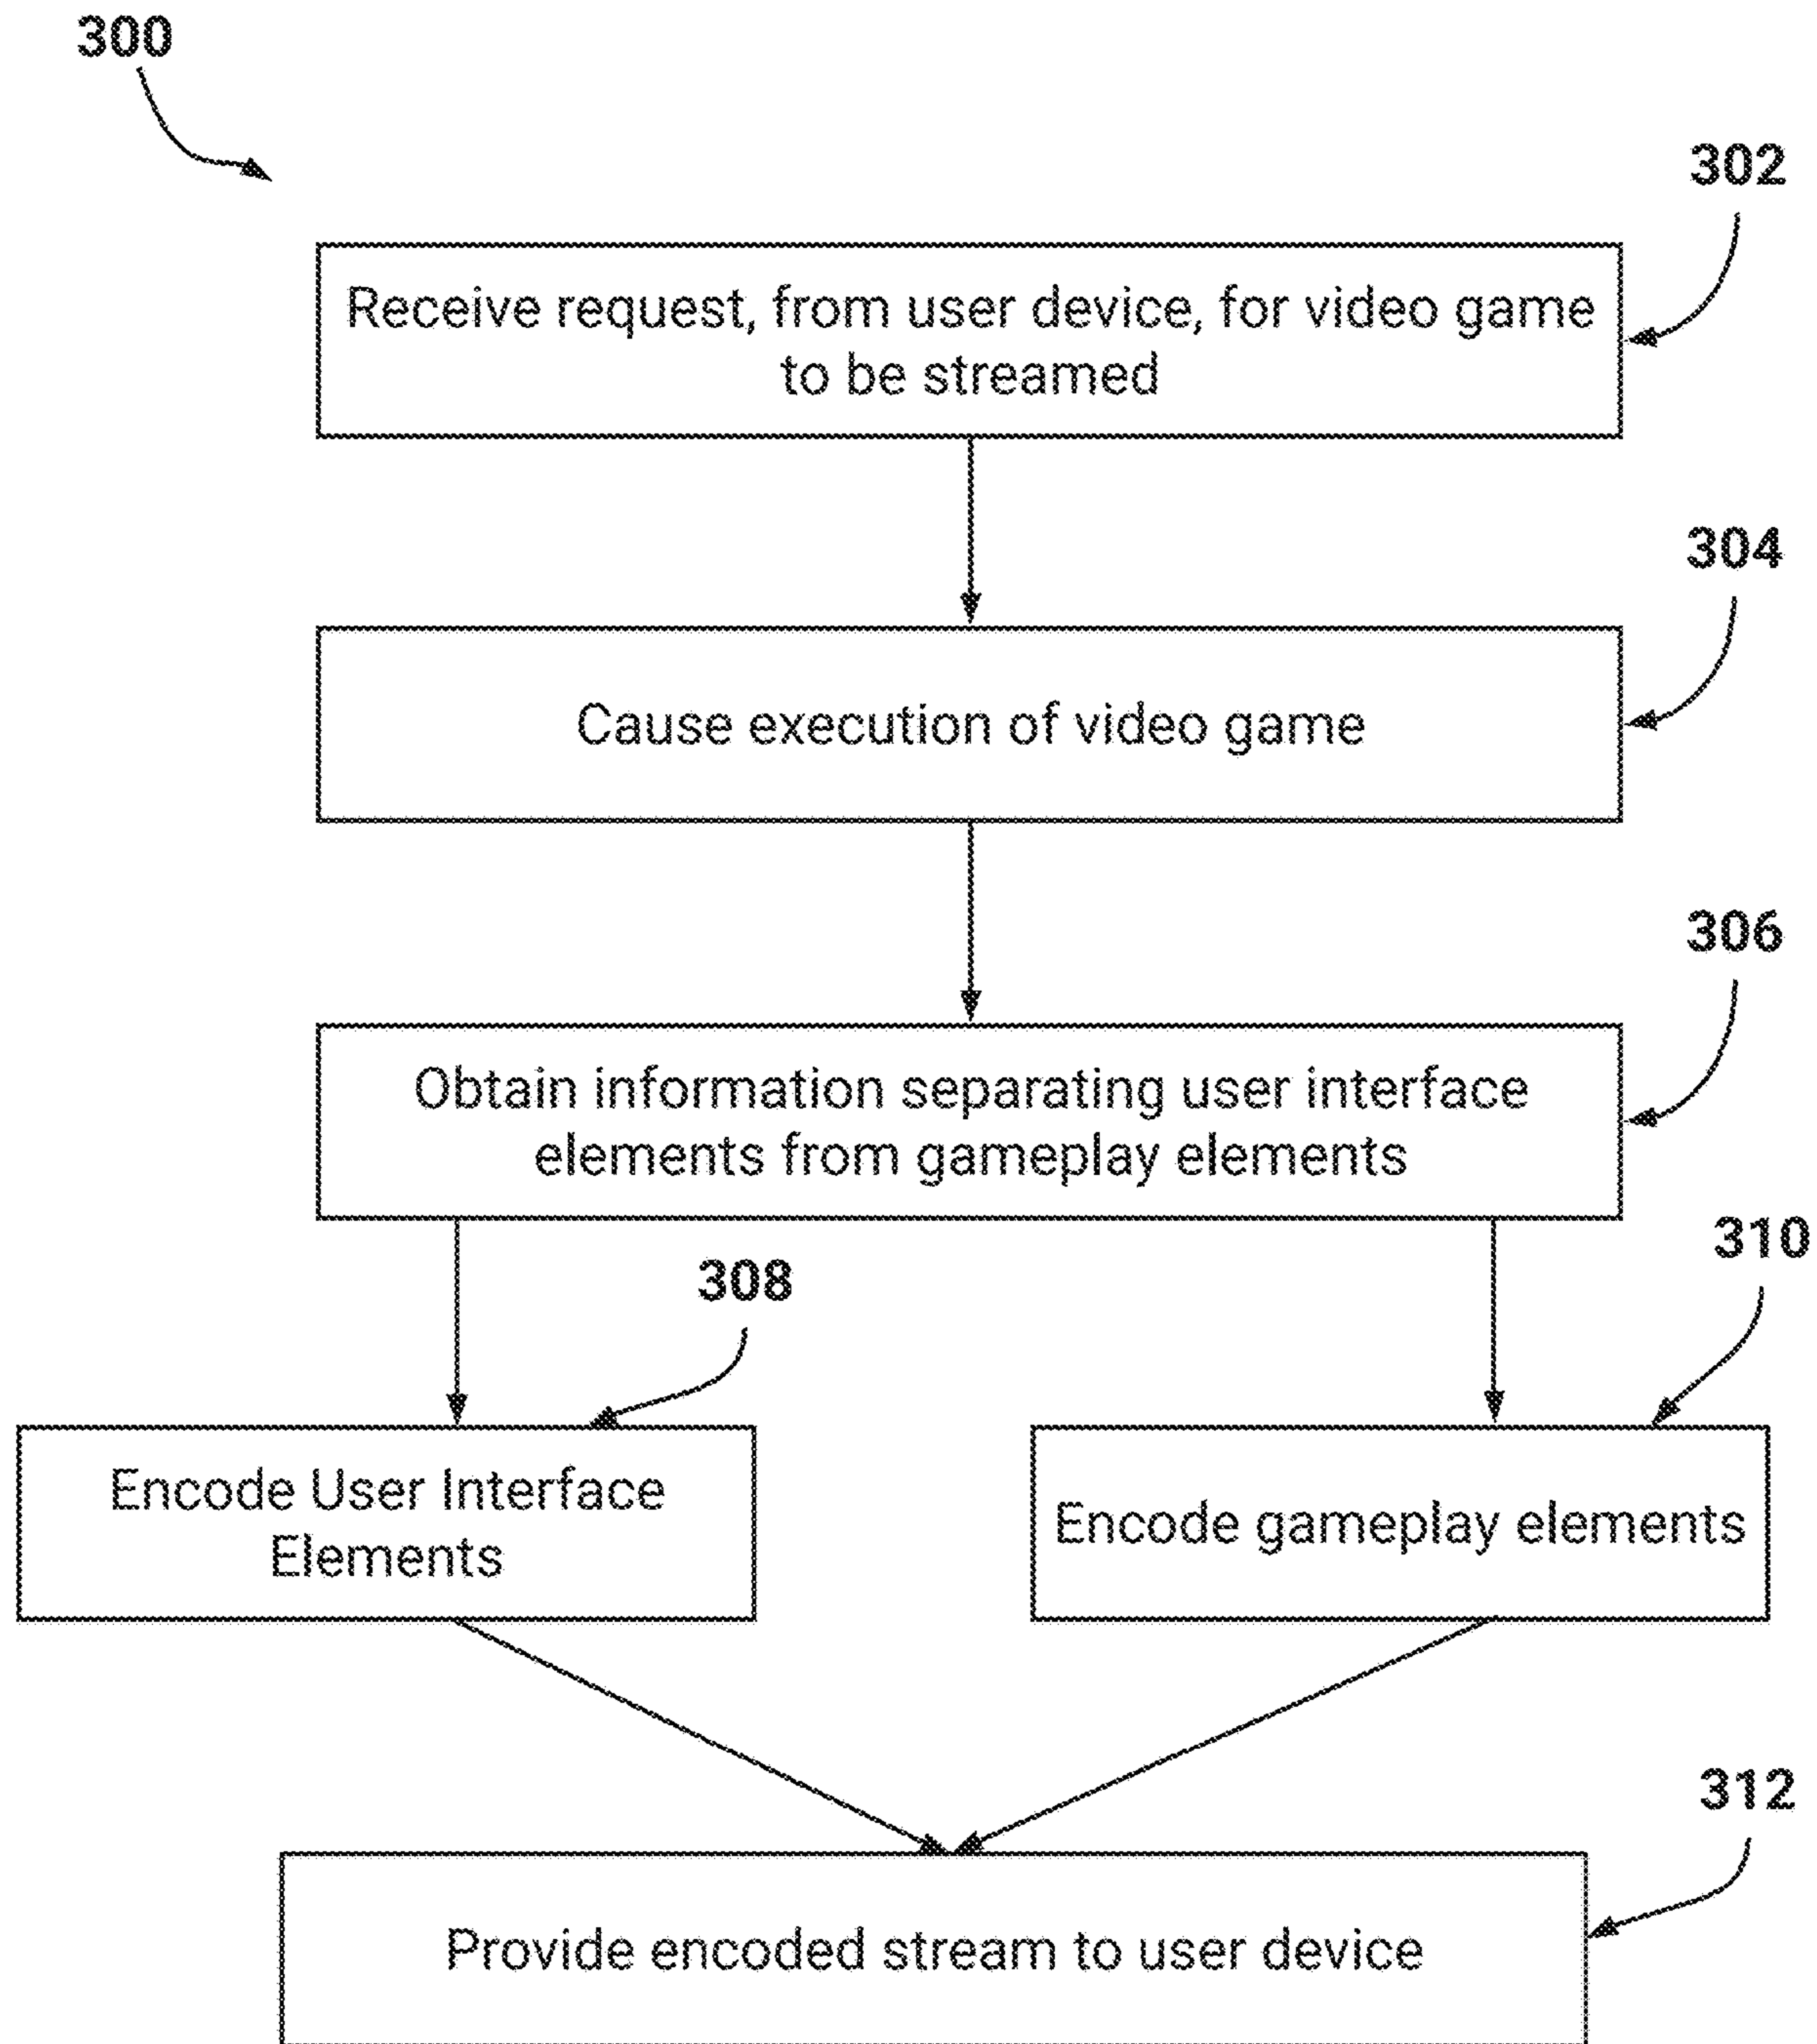 300
302
Receive request, from user device, for video game
to be streamed
304
Cause execution of video game
306
Obtain information separating user interface
elements from gameplay elements
308
310
Encode User Interface
Elements
Encode gameplay elements
312
Provide encoded stream to user device